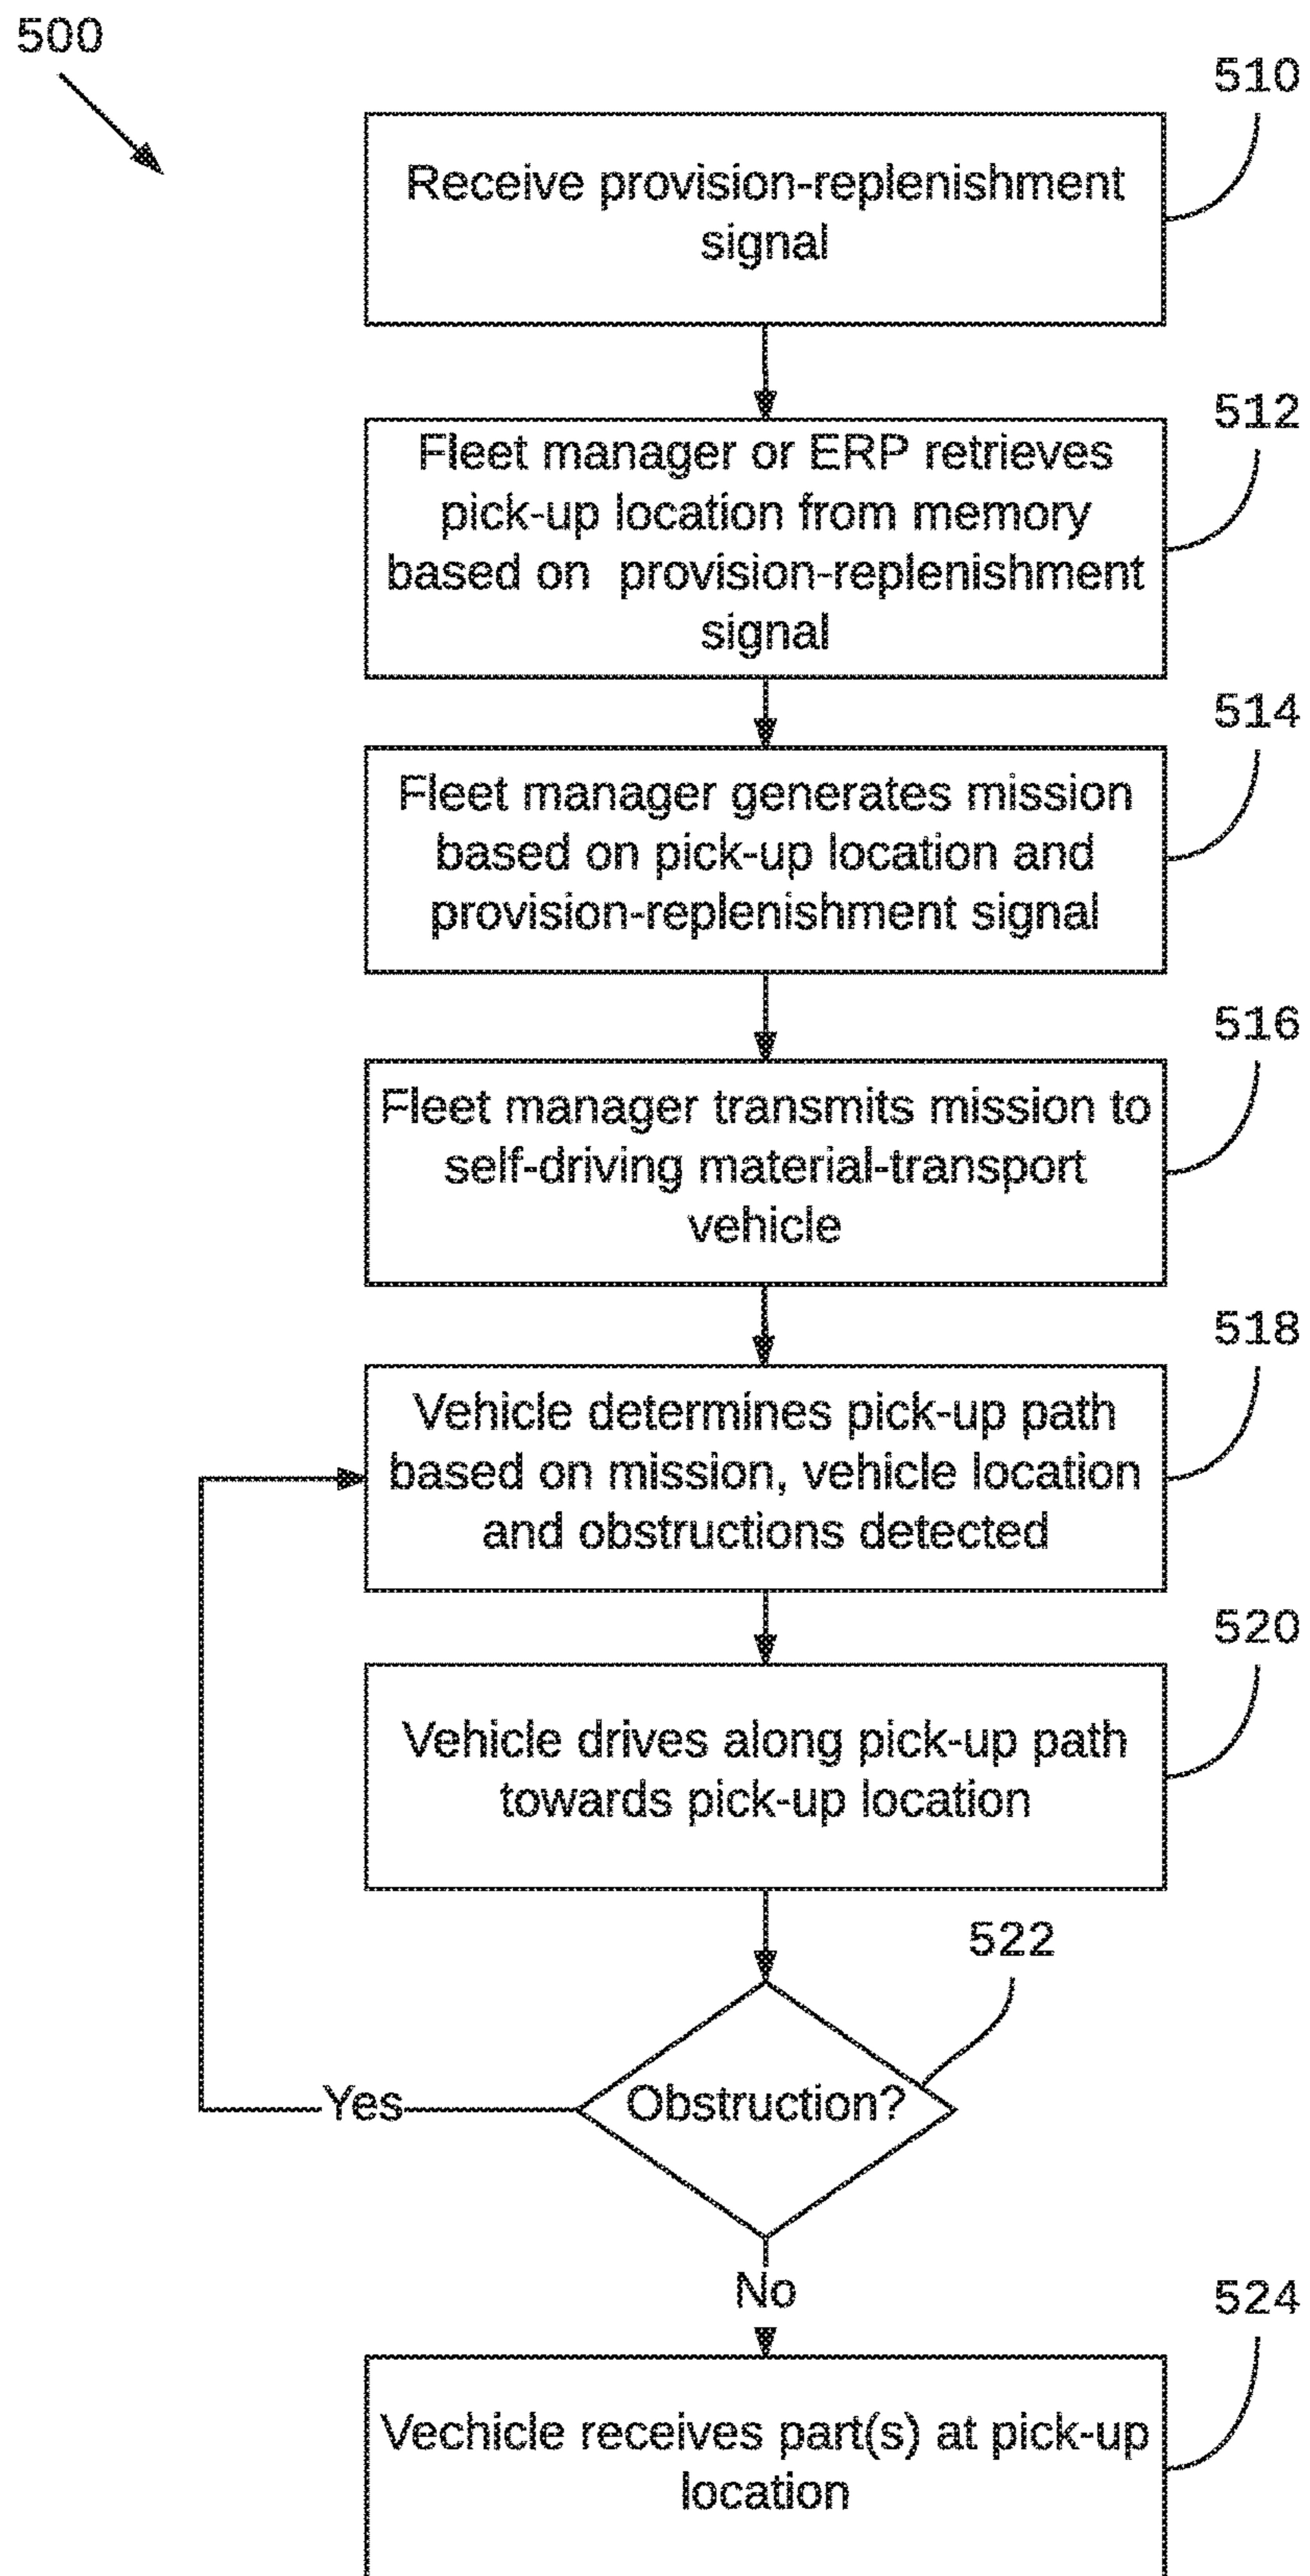 500
510
Receive provision-replenishment
signal
512
Fleet manager or ERP retrieves
pick-up location from memory
based on  provision-replenishment
signal
514
Fleet manager generates mission
based on pick-up location and
provision-replenishment signal
516
Fleet manager transmits mission to
self-driving material-transport
vehicle
518
Vehicle determines pick-up path
based on mission, vehicle location
and obstructions detected
520
Vehicle drives along pick-up path
towards pick-up location
522
Obstruction?
Yes
No
524
Vechicle receives part(s) at pick-up
location